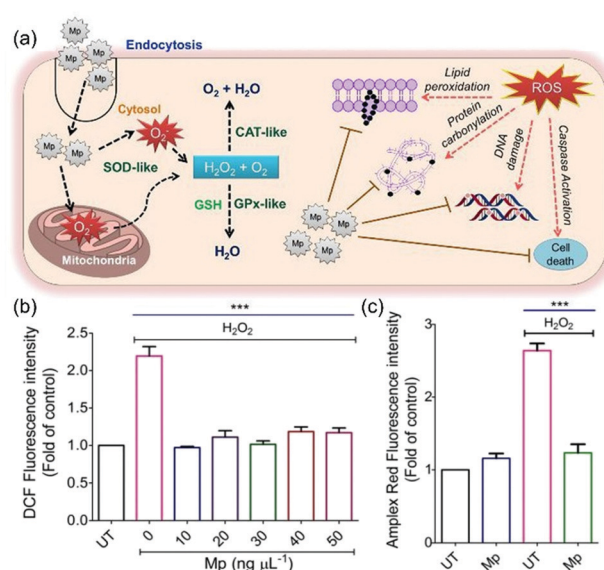 (a)
Mp
Mp
Mp
Mp
Endocytosis
Cytosol
O₂
Mp Mp
SOD-like
O₂
Mitochondria
O₂ + H₂O
CAT-like
H₂O₂ + O₂
GSH
GPx-like
H₂O
Lipid
peroxidation
ROS
Protein
carbonylation
DNA
damage
Caspase Activation
Mp
Mp
Mp
Mp
Cell
death
(b)
DCF Fluorescence intensity
(Fold of control)
2.5
2.0
1.5
1.0
0.5
0.0
***
H₂O₂
UT
0
10
20
30
40
50
Mp (ng µL⁻¹)
(c)
Amplex Red Fluorescence intensity
(Fold of control)
3
2
1
0
***
H₂O₂
UT
Mp
UT
Mp